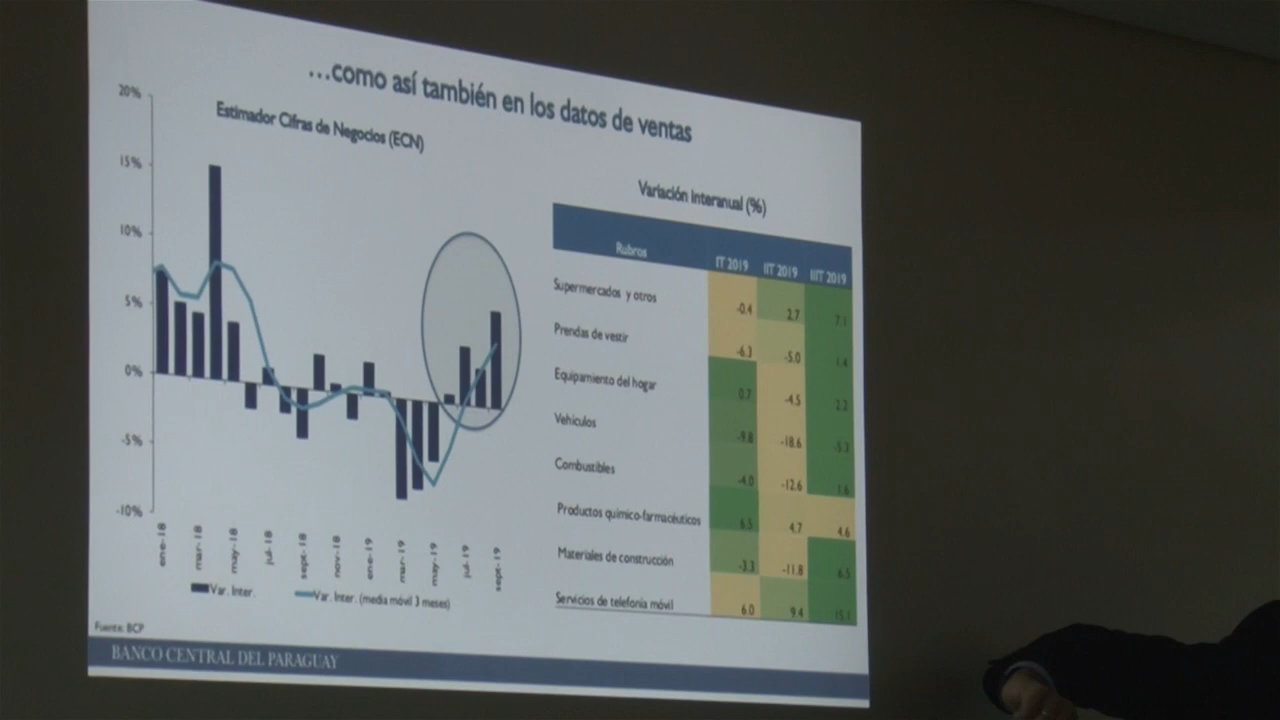 ...como así también en los datos de ventas
Estimador Cifras de Negocios (ECN)
20%
15%
10%
5%
0%
-5%
-10%
ene-18
mar-18
may-18
jul-18
sept-18
nov-18
ene-19
mar-19
may-19
jul-19
sept-19
Var. Inter.
Var. Inter. (media móvil 3 meses)
Variación interanual (%)
Rubros IT 2019 IIT 2019 IIIT 2019
Supermercados y otros -0.4 2.7 7.1
Prendas de vestir -6.3 -5.0 1.4
Equipamiento del hogar 0.7 -4.5 2.2
Vehículos -9.8 -18.6 -5.3
Combustibles -4.0 -12.6 1.6
Productos químico-farmacéuticos 6.5 4.7 4.6
Materiales de construcción -3.3 -11.8 6.5
Servicios de telefonía móvil 6.0 9.4 15.1
Fuente: BCP
BANCO CENTRAL DEL PARAGUAY